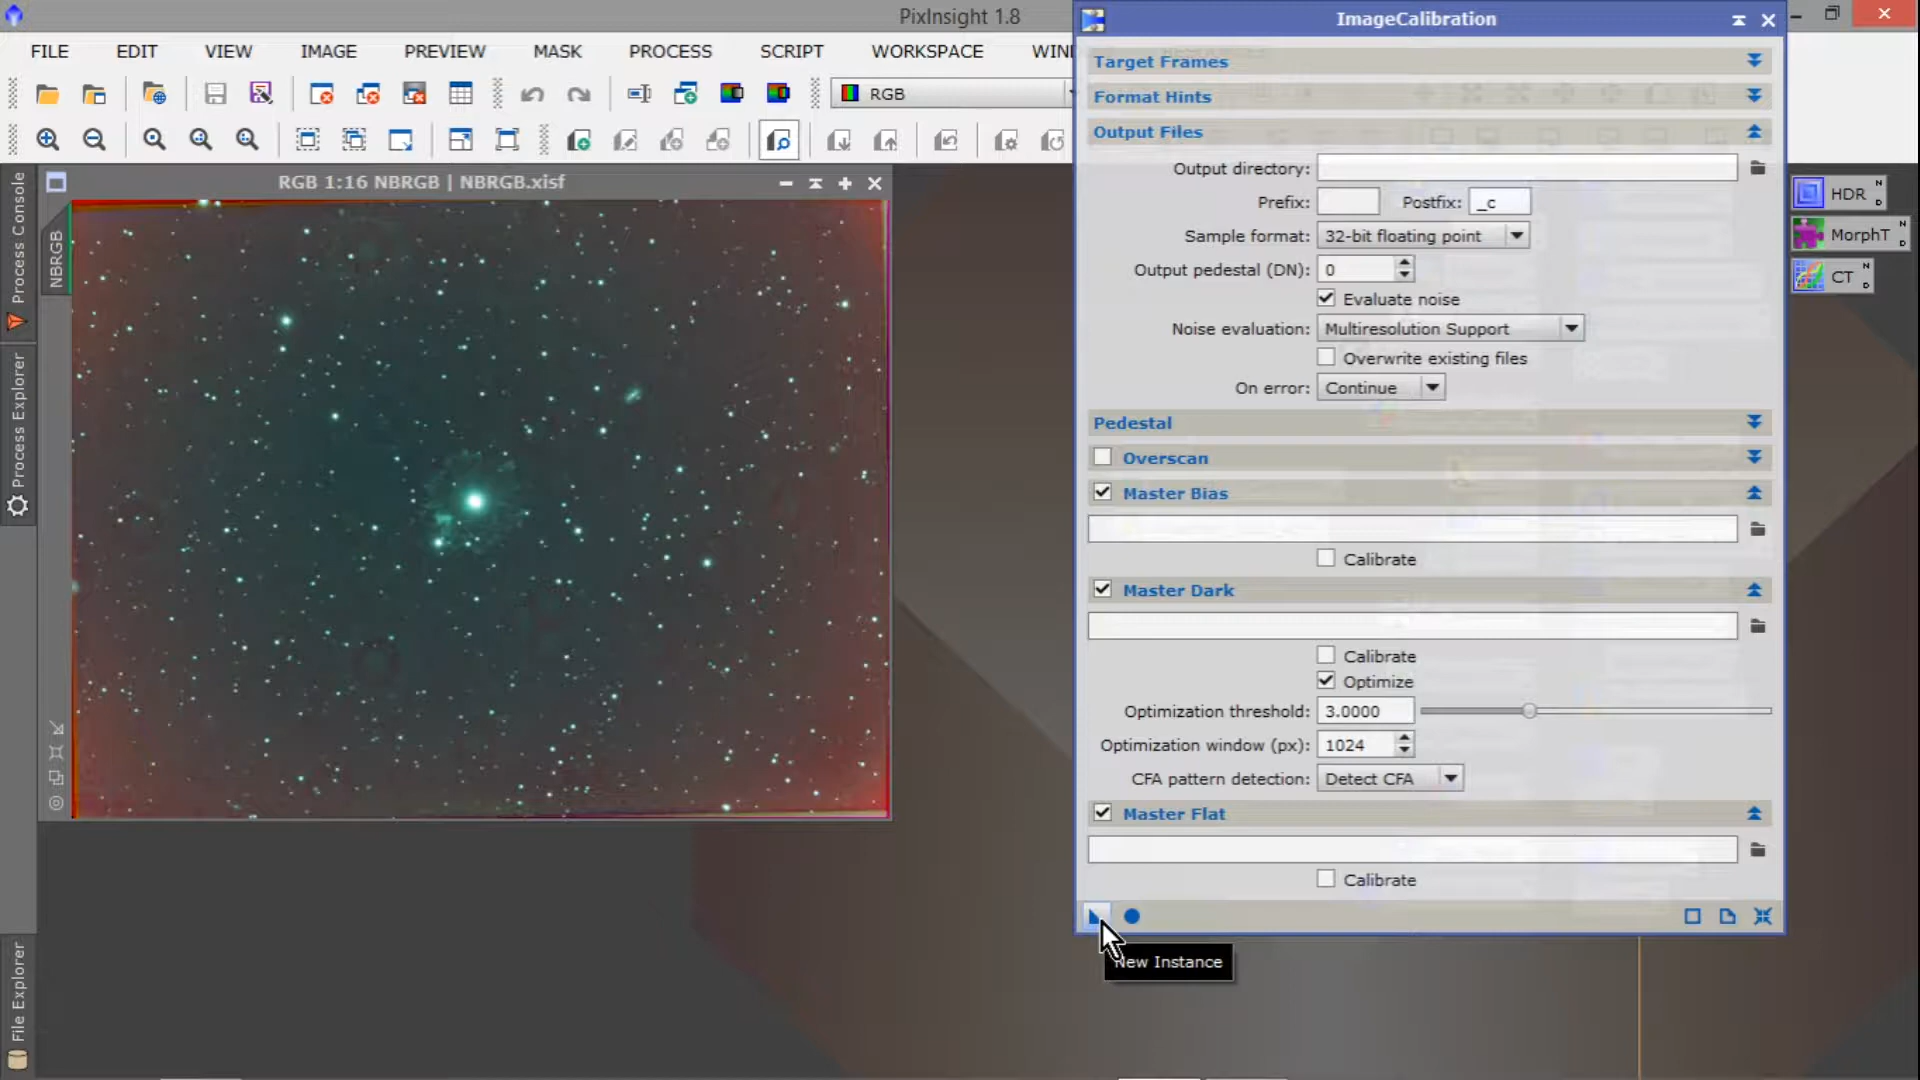 PixInsight 1.8
FILE EDIT VIEW IMAGE PREVIEW MASK PROCESS SCRIPT WORKSPACE WIN
RGB
Process Console
Process Explorer
File Explorer
RGB 1:16 NBRGB | NBRGB.xisf
NBRGB
ImageCalibration
Target Frames
Format Hints
Output Files
Output directory:
Prefix: Postfix: _c
Sample format: 32-bit floating point
Output pedestal (DN): 0
Evaluate noise
Noise evaluation: Multiresolution Support
Overwrite existing files
On error: Continue
Pedestal
Overscan
Master Bias
Calibrate
Master Dark
Calibrate
Optimize
Optimization threshold: 3.0000
Optimization window (px): 1024
CFA pattern detection: Detect CFA
Master Flat
Calibrate
New Instance
HDR N D
MorphT N D
CT N D